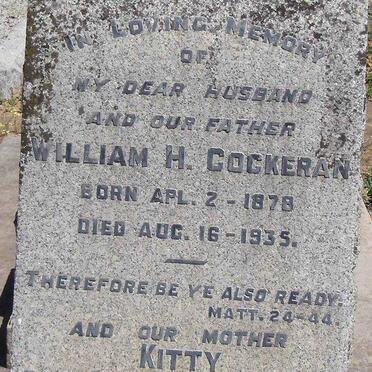 IN LOVING MEMORY
OF
MY DEAR HUSBAND
AND OUR FATHER
WILLIAM H. COCKERAN
BORN APL. 2-1878
DIED AUG. 16-1935.
THEREFORE BE YE ALSO READY.
MATT. 24-44.
AND OUR MOTHER
KITTY